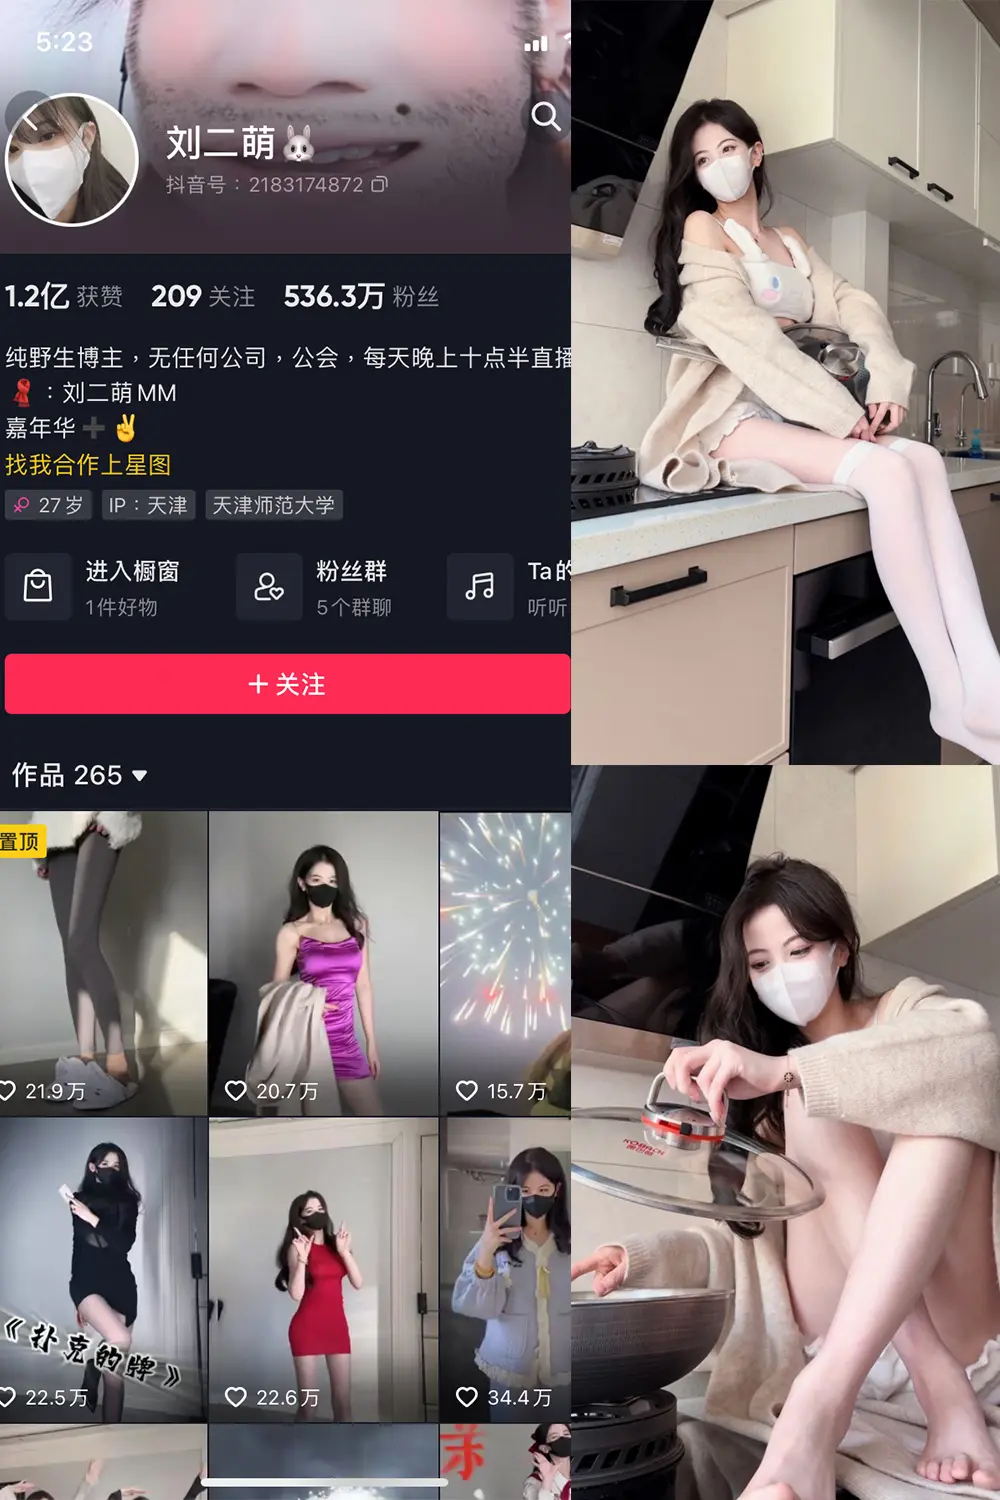 5:23
刘二萌🐰
抖音号：2183174872
1.2亿 获赞 209 关注 536.3万 粉丝
纯野生博主，无任何公司，公会，每天晚上十点半直播
🧣：刘二萌MM
嘉年华➕✌️
找我合作上星图
27岁 IP：天津 天津师范大学
进入橱窗 粉丝群 Ta的
1件好物 5个群聊 听听
+ 关注
作品 265
置顶
21.9万 20.7万 15.7万
《扑克的牌》
22.5万 22.6万 34.4万
KOBACH